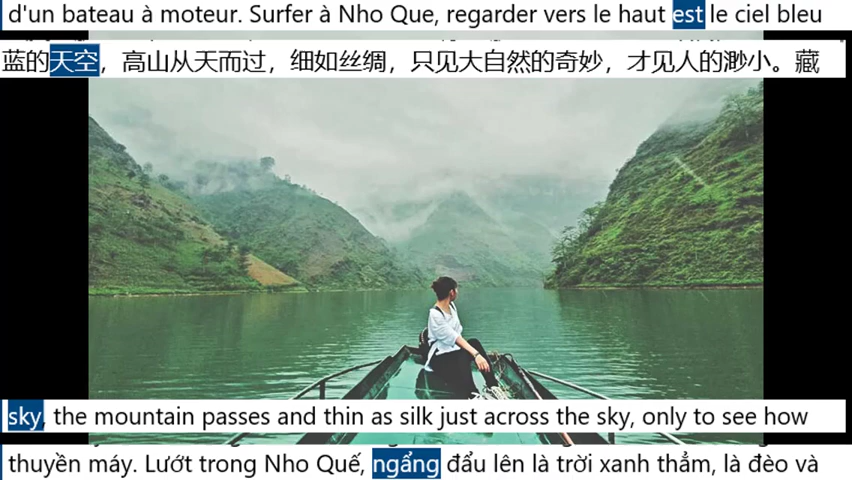 d'un bateau à moteur. Surfer à Nho Que, regarder vers le haut est le ciel bleu
蓝的天空，高山从天而过，细如丝绸，只见大自然的奇妙，才见人的渺小。藏
sky, the mountain passes and thin as silk just across the sky, only to see how
thuyền máy. Lướt trong Nho Quế, ngẩng đẩu lên là trời xanh thẳm, là đèo và